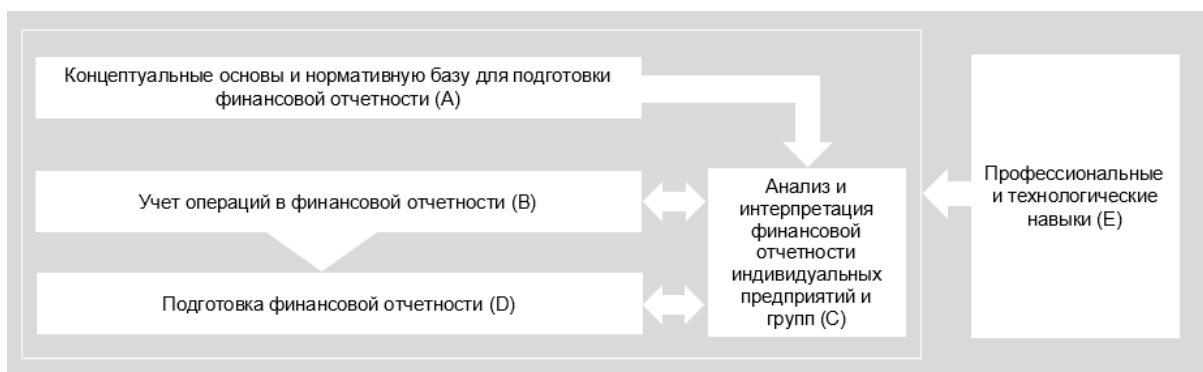 Концептуальные основы и нормативную базу для подготовки
финансовой отчетности (A)
Учет операций в финансовой отчетности (B)
Подготовка финансовой отчетности (D)
Анализ и
интерпретация
финансовой
отчетности
индивидуальных
предприятий и
групп (C)
Профессиональные
и технологические
навыки (E)